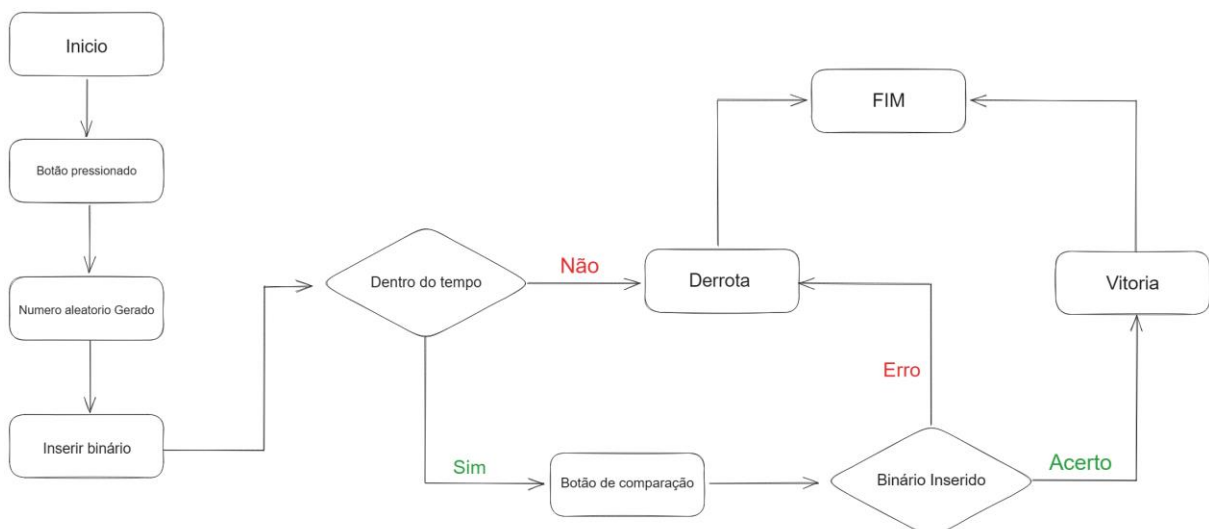 Inicio
Botão pressionado
Numero aleatorio Gerado
Inserir binário
Dentro do tempo
Não
Derrota
FIM
Sim
Botão de comparação
Binário Inserido
Erro
Acerto
Vitoria